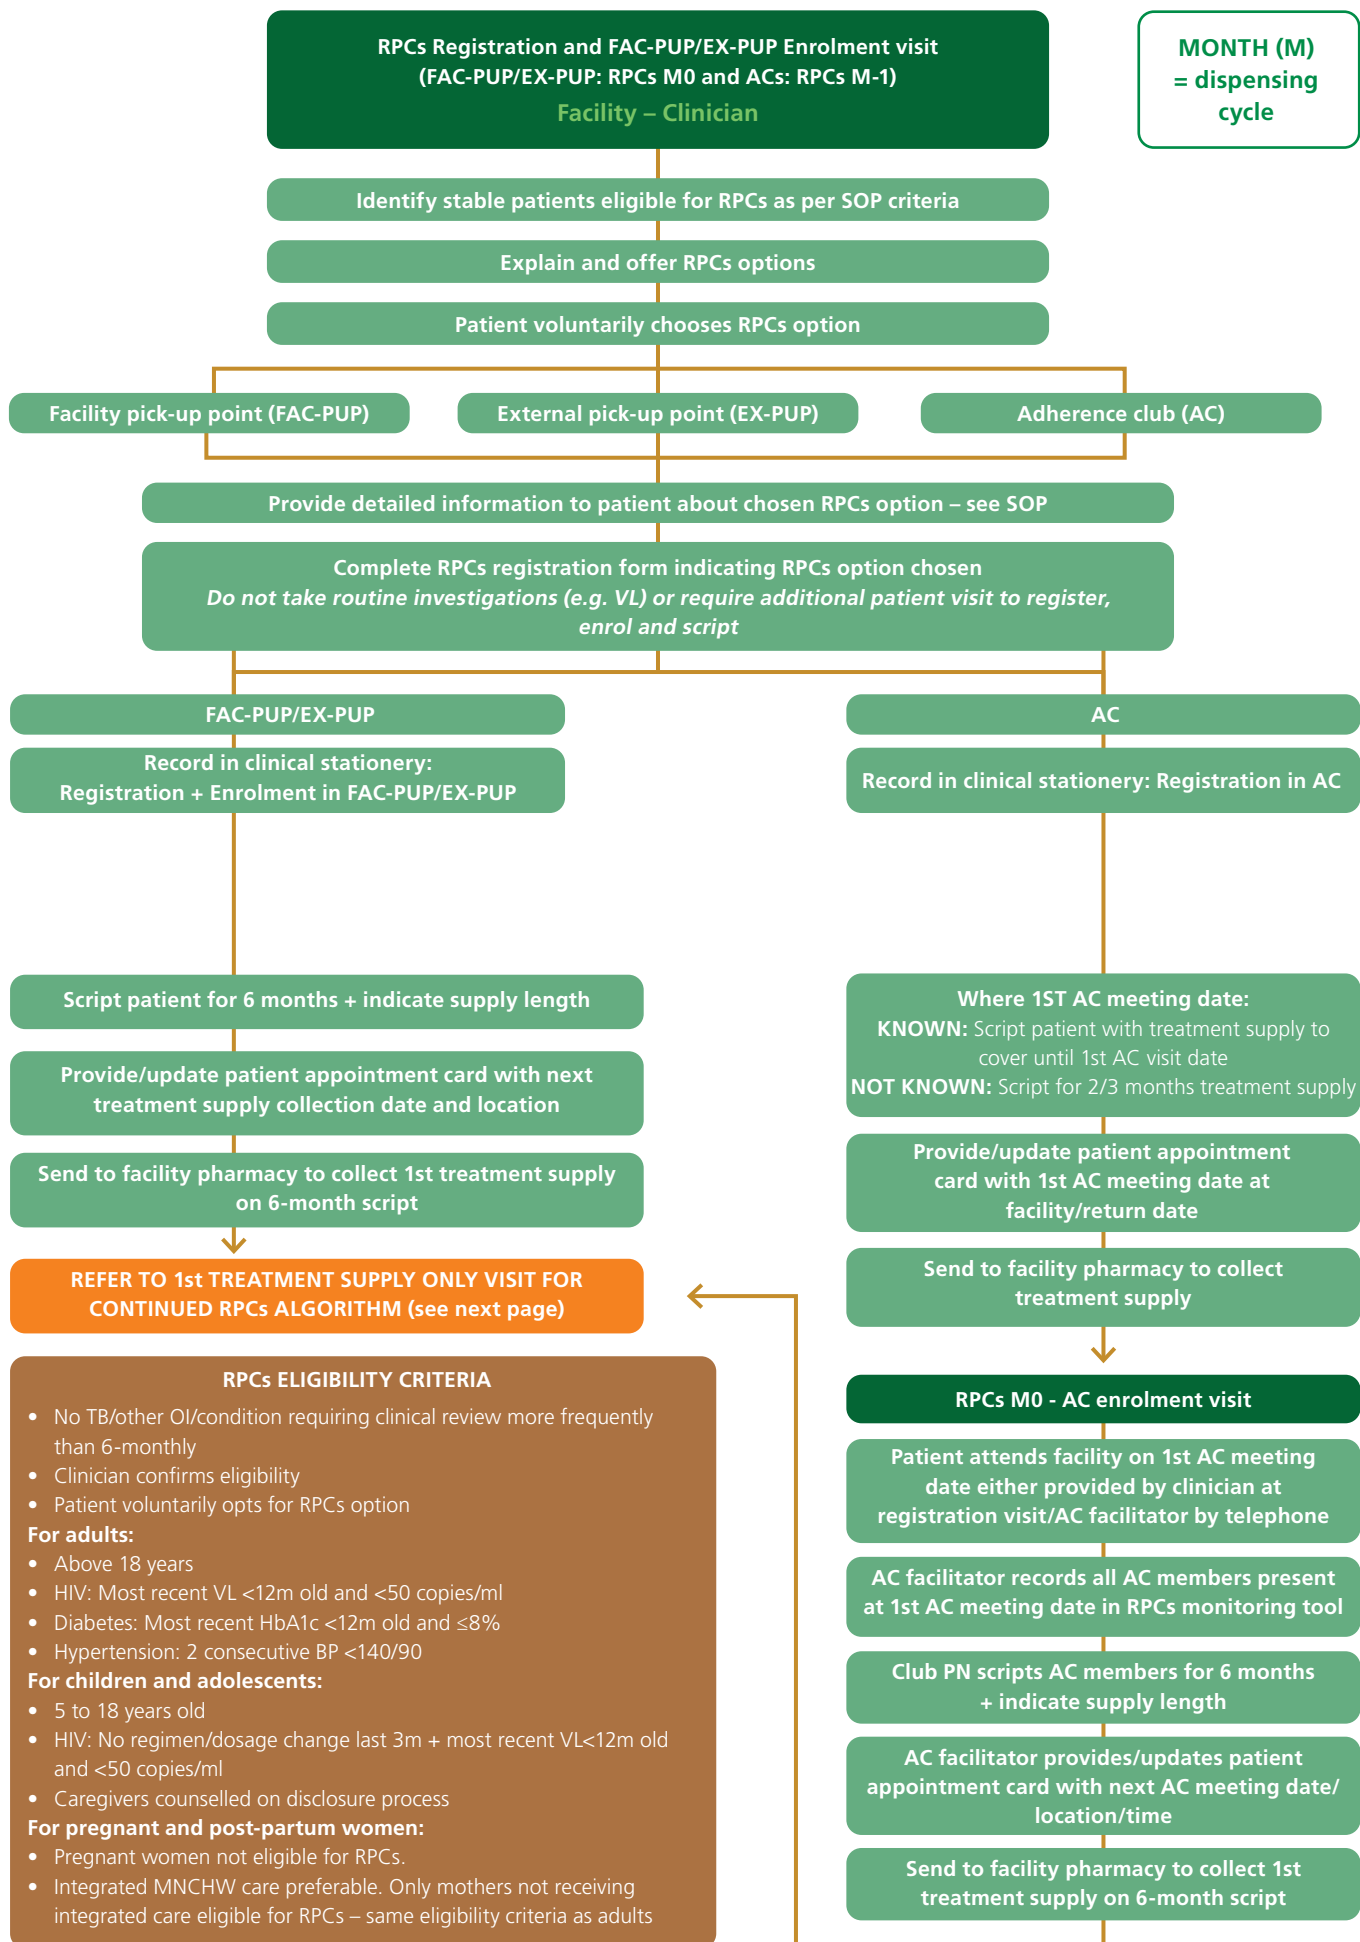 RPCs Registration and FAC-PUP/EX-PUP Enrolment visit
(FAC-PUP/EX-PUP: RPCs M0 and ACs: RPCs M-1)
Facility – Clinician
MONTH (M)
= dispensing
cycle
Identify stable patients eligible for RPCs as per SOP criteria
Explain and offer RPCs options
Patient voluntarily chooses RPCs option
Facility pick-up point (FAC-PUP)
External pick-up point (EX-PUP)
Adherence club (AC)
Provide detailed information to patient about chosen RPCs option – see SOP
Complete RPCs registration form indicating RPCs option chosen
Do not take routine investigations (e.g. VL) or require additional patient visit to register,
enrol and script
FAC-PUP/EX-PUP
Record in clinical stationery:
Registration + Enrolment in FAC-PUP/EX-PUP
Script patient for 6 months + indicate supply length
Provide/update patient appointment card with next
treatment supply collection date and location
Send to facility pharmacy to collect 1st treatment supply
on 6-month script
REFER TO 1st TREATMENT SUPPLY ONLY VISIT FOR
CONTINUED RPCs ALGORITHM (see next page)
AC
Record in clinical stationery: Registration in AC
Where 1ST AC meeting date:
KNOWN: Script patient with treatment supply to
cover until 1st AC visit date
NOT KNOWN: Script for 2/3 months treatment supply
Provide/update patient appointment
card with 1st AC meeting date at
facility/return date
Send to facility pharmacy to collect
treatment supply
RPCs M0 - AC enrolment visit
Patient attends facility on 1st AC meeting
date either provided by clinician at
registration visit/AC facilitator by telephone
AC facilitator records all AC members present
at 1st AC meeting date in RPCs monitoring tool
Club PN scripts AC members for 6 months
+ indicate supply length
AC facilitator provides/updates patient
appointment card with next AC meeting date/
location/time
Send to facility pharmacy to collect 1st
treatment supply on 6-month script
RPCs ELIGIBILITY CRITERIA
• No TB/other OI/condition requiring clinical review more frequently
than 6-monthly
• Clinician confirms eligibility
• Patient voluntarily opts for RPCs option
For adults:
• Above 18 years
• HIV: Most recent VL <12m old and <50 copies/ml
• Diabetes: Most recent HbA1c <12m old and ≤8%
• Hypertension: 2 consecutive BP <140/90
For children and adolescents:
• 5 to 18 years old
• HIV: No regimen/dosage change last 3m + most recent VL<12m old
and <50 copies/ml
• Caregivers counselled on disclosure process
For pregnant and post-partum women:
• Pregnant women not eligible for RPCs.
• Integrated MNCHW care preferable. Only mothers not receiving
integrated care eligible for RPCs – same eligibility criteria as adults